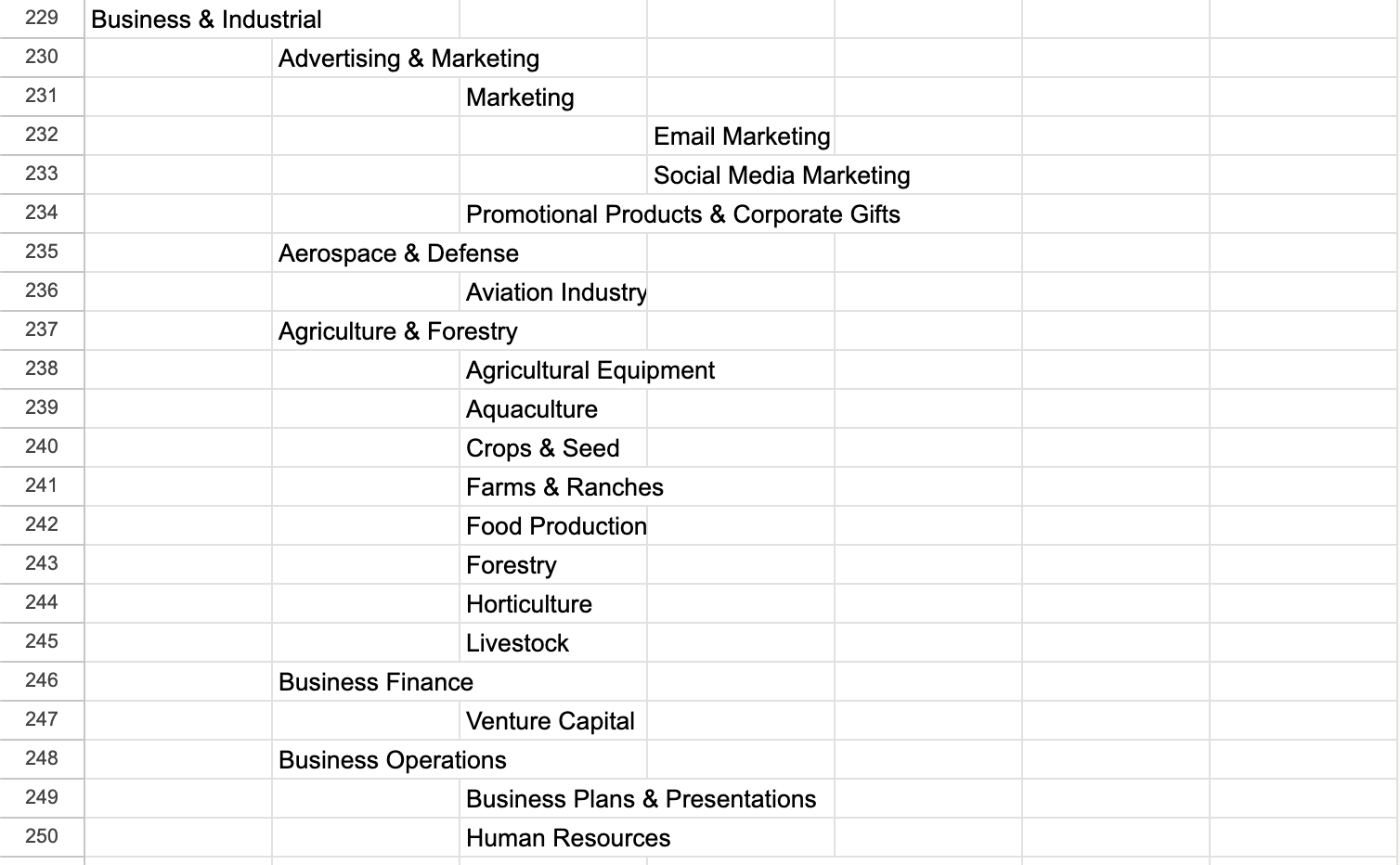 229 Business & Industrial
230 Advertising & Marketing
231 Marketing
232 Email Marketing
233 Social Media Marketing
234 Promotional Products & Corporate Gifts
235 Aerospace & Defense
236 Aviation Industry
237 Agriculture & Forestry
238 Agricultural Equipment
239 Aquaculture
240 Crops & Seed
241 Farms & Ranches
242 Food Production
243 Forestry
244 Horticulture
245 Livestock
246 Business Finance
247 Venture Capital
248 Business Operations
249 Business Plans & Presentations
250 Human Resources